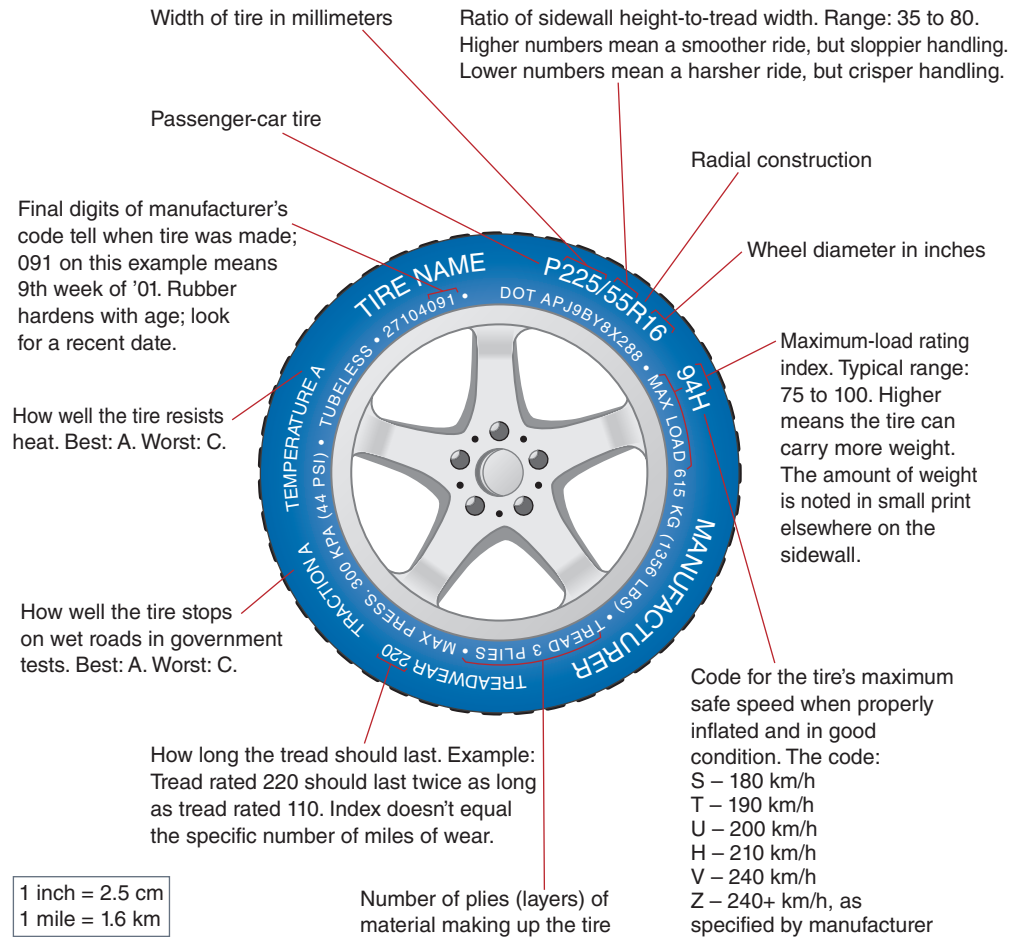 Width of tire in millimeters
Ratio of sidewall height-to-tread width. Range: 35 to 80.
Higher numbers mean a smoother ride, but sloppier handling.
Lower numbers mean a harsher ride, but crisper handling.
Passenger-car tire
Radial construction
Final digits of manufacturer's
code tell when tire was made;
091 on this example means
9th week of '01. Rubber
hardens with age; look
for a recent date.
Wheel diameter in inches
TIRE NAME
P225/55R16
94H
MANUFACTURER
TREADWEAR 220
TRACTION A
TEMPERATURE A
TUBELESS • 27104091 •
DOT APJ9BY8X288 • MAX LOAD 615 KG (1356 LBS) • TREAD 3 PLIES • MAX PRESS. 300 KPA (44 PSI) •
Maximum-load rating
index. Typical range:
75 to 100. Higher
means the tire can
carry more weight.
The amount of weight
is noted in small print
elsewhere on the
sidewall.
How well the tire resists
heat. Best: A. Worst: C.
How well the tire stops
on wet roads in government
tests. Best: A. Worst: C.
Code for the tire's maximum
safe speed when properly
inflated and in good
condition. The code:
S – 180 km/h
T – 190 km/h
U – 200 km/h
H – 210 km/h
V – 240 km/h
Z – 240+ km/h, as
specified by manufacturer
How long the tread should last. Example:
Tread rated 220 should last twice as long
as tread rated 110. Index doesn't equal
the specific number of miles of wear.
Number of plies (layers) of
material making up the tire
1 inch = 2.5 cm
1 mile = 1.6 km